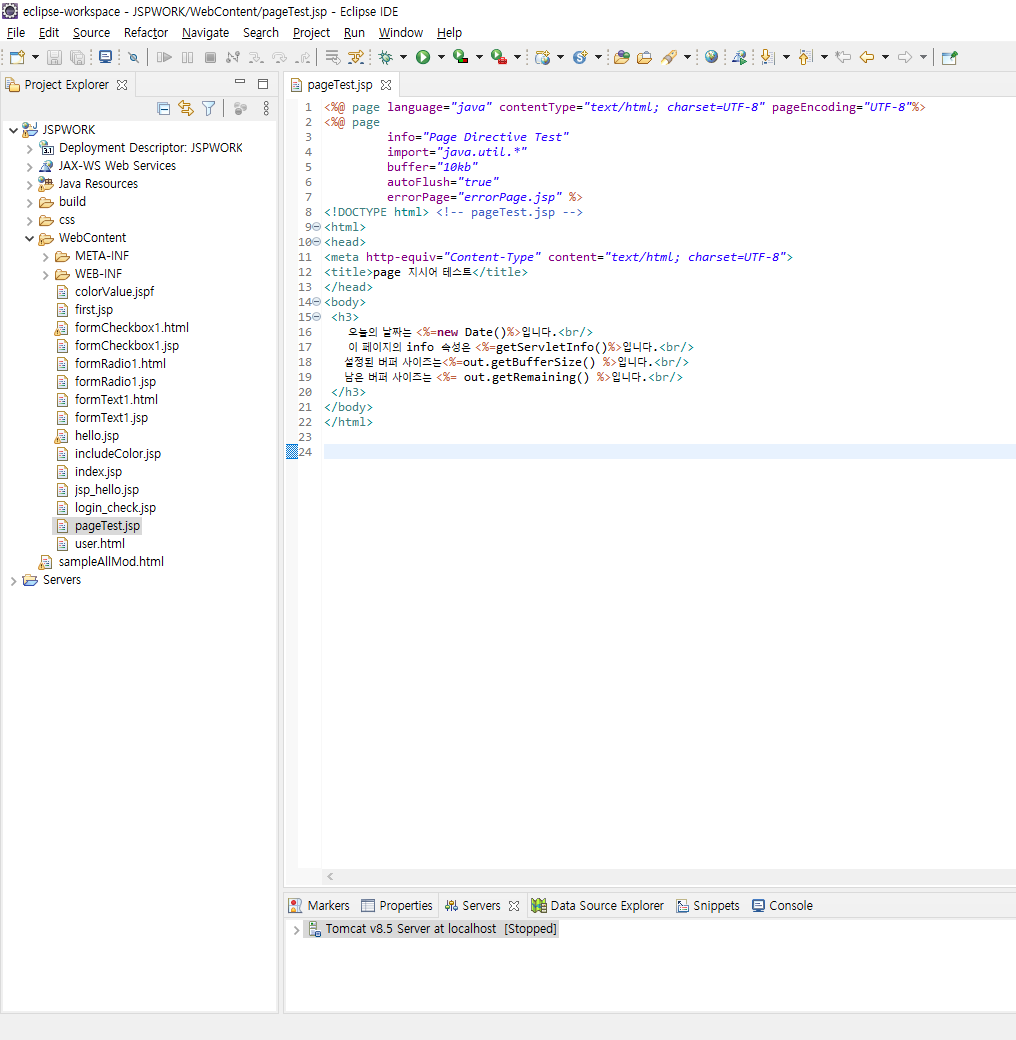 eclipse-workspace - JSPWORK/WebContent/pageTest.jsp - Eclipse IDE
File Edit Source Refactor Navigate Search Project Run Window Help
Project Explorer
JSPWORK
Deployment Descriptor: JSPWORK
JAX-WS Web Services
Java Resources
build
css
WebContent
META-INF
WEB-INF
colorValue.jspf
first.jsp
formCheckbox1.html
formCheckbox1.jsp
formRadio1.html
formRadio1.jsp
formText1.html
formText1.jsp
hello.jsp
includeColor.jsp
index.jsp
jsp_hello.jsp
login_check.jsp
pageTest.jsp
user.html
sampleAllMod.html
Servers
pageTest.jsp
1 <%@ page language="java" contentType="text/html; charset=UTF-8" pageEncoding="UTF-8"%>
2 <%@ page
3 info="Page Directive Test"
4 import="java.util.*"
5 buffer="10kb"
6 autoFlush="true"
7 errorPage="errorPage.jsp" %>
8 <!DOCTYPE html> <!-- pageTest.jsp -->
9 <html>
10 <head>
11 <meta http-equiv="Content-Type" content="text/html; charset=UTF-8">
12 <title>page 지시어 테스트</title>
13 </head>
14 <body>
15 <h3>
16 오늘의 날짜는 <%=new Date()%>입니다.<br/>
17 이 페이지의 info 속성은 <%=getServletInfo()%>입니다.<br/>
18 설정된 버퍼 사이즈는<%=out.getBufferSize() %>입니다.<br/>
19 남은 버퍼 사이즈는 <%= out.getRemaining() %>입니다.<br/>
20 </h3>
21 </body>
22 </html>
23
24
Markers Properties Servers Data Source Explorer Snippets Console
Tomcat v8.5 Server at localhost [Stopped]